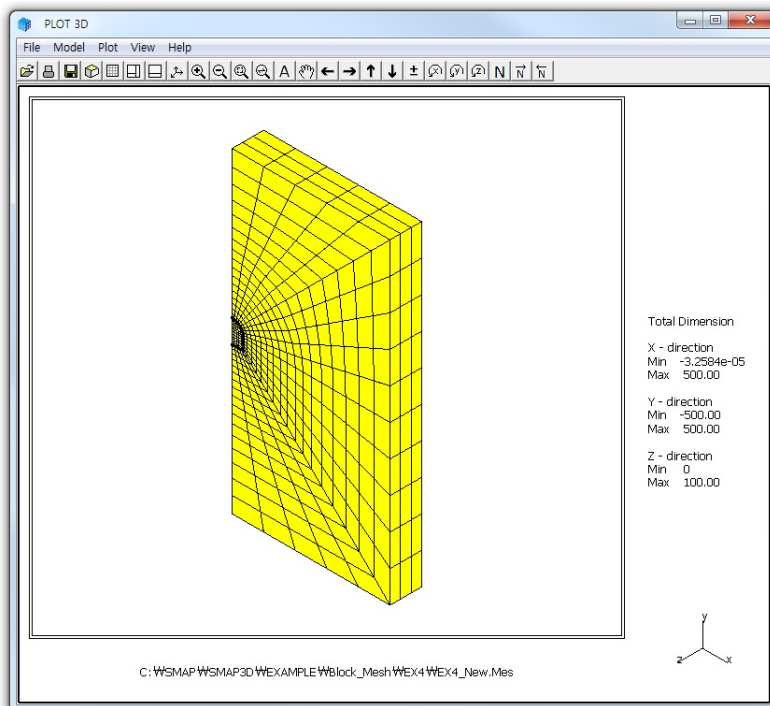 PLOT 3D
File Model Plot View Help
A N N N
Total Dimension
X - direction
Min -3.2584e-05
Max 500.00
Y - direction
Min -500.00
Max 500.00
Z - direction
Min 0
Max 100.00
y
z x
C:₩SMAP₩SMAP3D₩EXAMPLE₩Block_Mesh₩EX4₩EX4_New.Mes